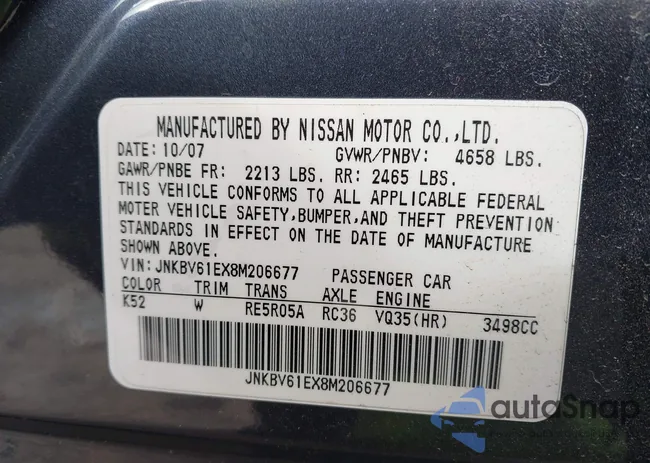 MANUFACTURED BY NISSAN MOTOR CO.,LTD.
DATE: 10/07 GVWR/PNBV: 4658 LBS.
GAWR/PNBE FR: 2213 LBS. RR: 2465 LBS.
THIS VEHICLE CONFORMS TO ALL APPLICABLE FEDERAL
MOTER VEHICLE SAFETY,BUMPER,AND THEFT PREVENTION
STANDARDS IN EFFECT ON THE DATE OF MANUFACTURE
SHOWN ABOVE.
VIN:JNKBV61EX8M206677 PASSENGER CAR
COLOR TRIM TRANS AXLE ENGINE
K52 W RE5R05A RC36 VQ35(HR) 3498CC
JNKBV61EX8M206677
autoSnap